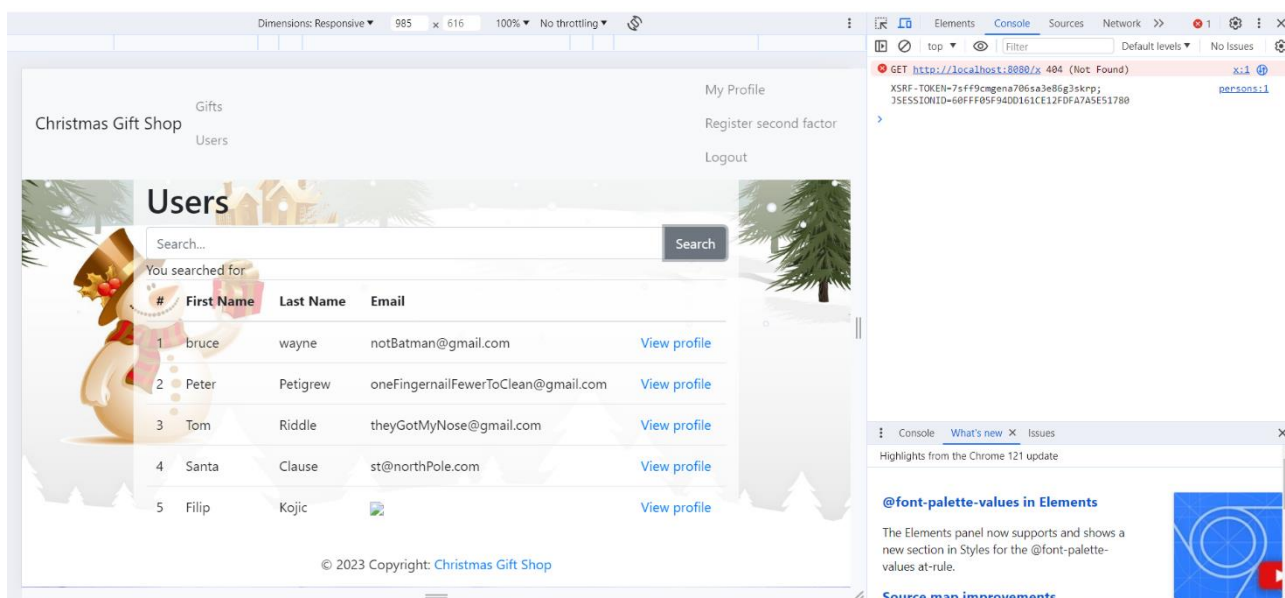 Dimensions: Responsive ▼ 985 × 616 100% ▼ No throttling ▼
Christmas Gift Shop
Gifts
Users
My Profile
Register second factor
Logout
Users
Search...
Search
You searched for
# First Name Last Name Email
1 bruce wayne notBatman@gmail.com View profile
2 Peter Petigrew oneFingernailFewerToClean@gmail.com View profile
3 Tom Riddle theyGotMyNose@gmail.com View profile
4 Santa Clause st@northPole.com View profile
5 Filip Kojic View profile
© 2023 Copyright: Christmas Gift Shop
Elements Console Sources Network 1
top ▼ Filter Default levels ▼ No Issues
GET http://localhost:8080/x 404 (Not Found) x:1
XSRF-TOKEN=7sff9cmgena706sa3e86g3skrp; persons:1
JSESSIONID=60FFF05F94DD161CE12FDFA7A5E51780
Console What's new Issues
Highlights from the Chrome 121 update
@font-palette-values in Elements
The Elements panel now supports and shows a
new section in Styles for the @font-palette-
values at-rule.
Source map improvements